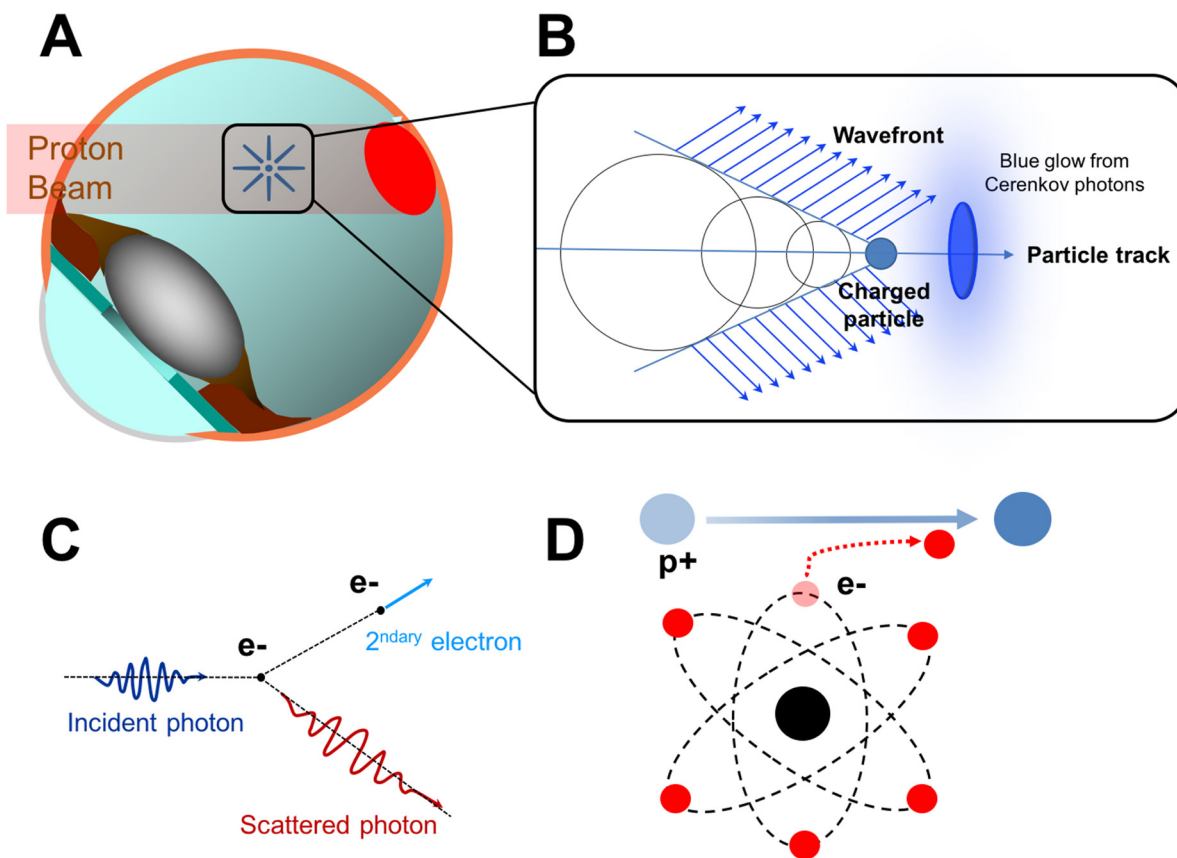 A
Proton
Beam
B
Wavefront
Blue glow from
Cerenkov photons
Particle track
Charged
particle
C
e-
e-
2ndary electron
Incident photon
Scattered photon
D
p+
e-